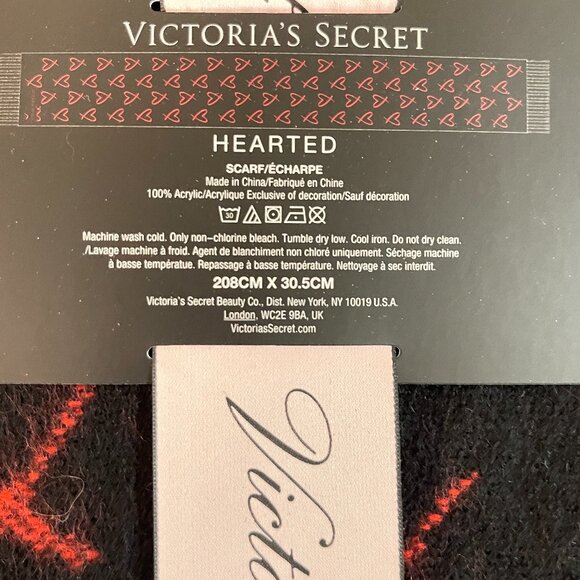 VICTORIA'S SECRET
HEARTED
SCARF/ÉCHARPE
Made in China/Fabriqué en Chine
100% Acrylic/Acrylique Exclusive of decoration/Sauf décoration
30
Machine wash cold. Only non-chlorine bleach. Tumble dry low. Cool iron. Do not dry clean.
/Lavage machine à froid. Agent de blanchiment non chloré uniquement. Séchage machine
à basse températue. Repassage à basse température. Nettoyage à sec interdit.
208CM X 30.5CM
Victoria's Secret Beauty Co., Dist. New York, NY 10019 U.S.A.
London, WC2E 9BA, UK
VictoriasSecret.com
Victo